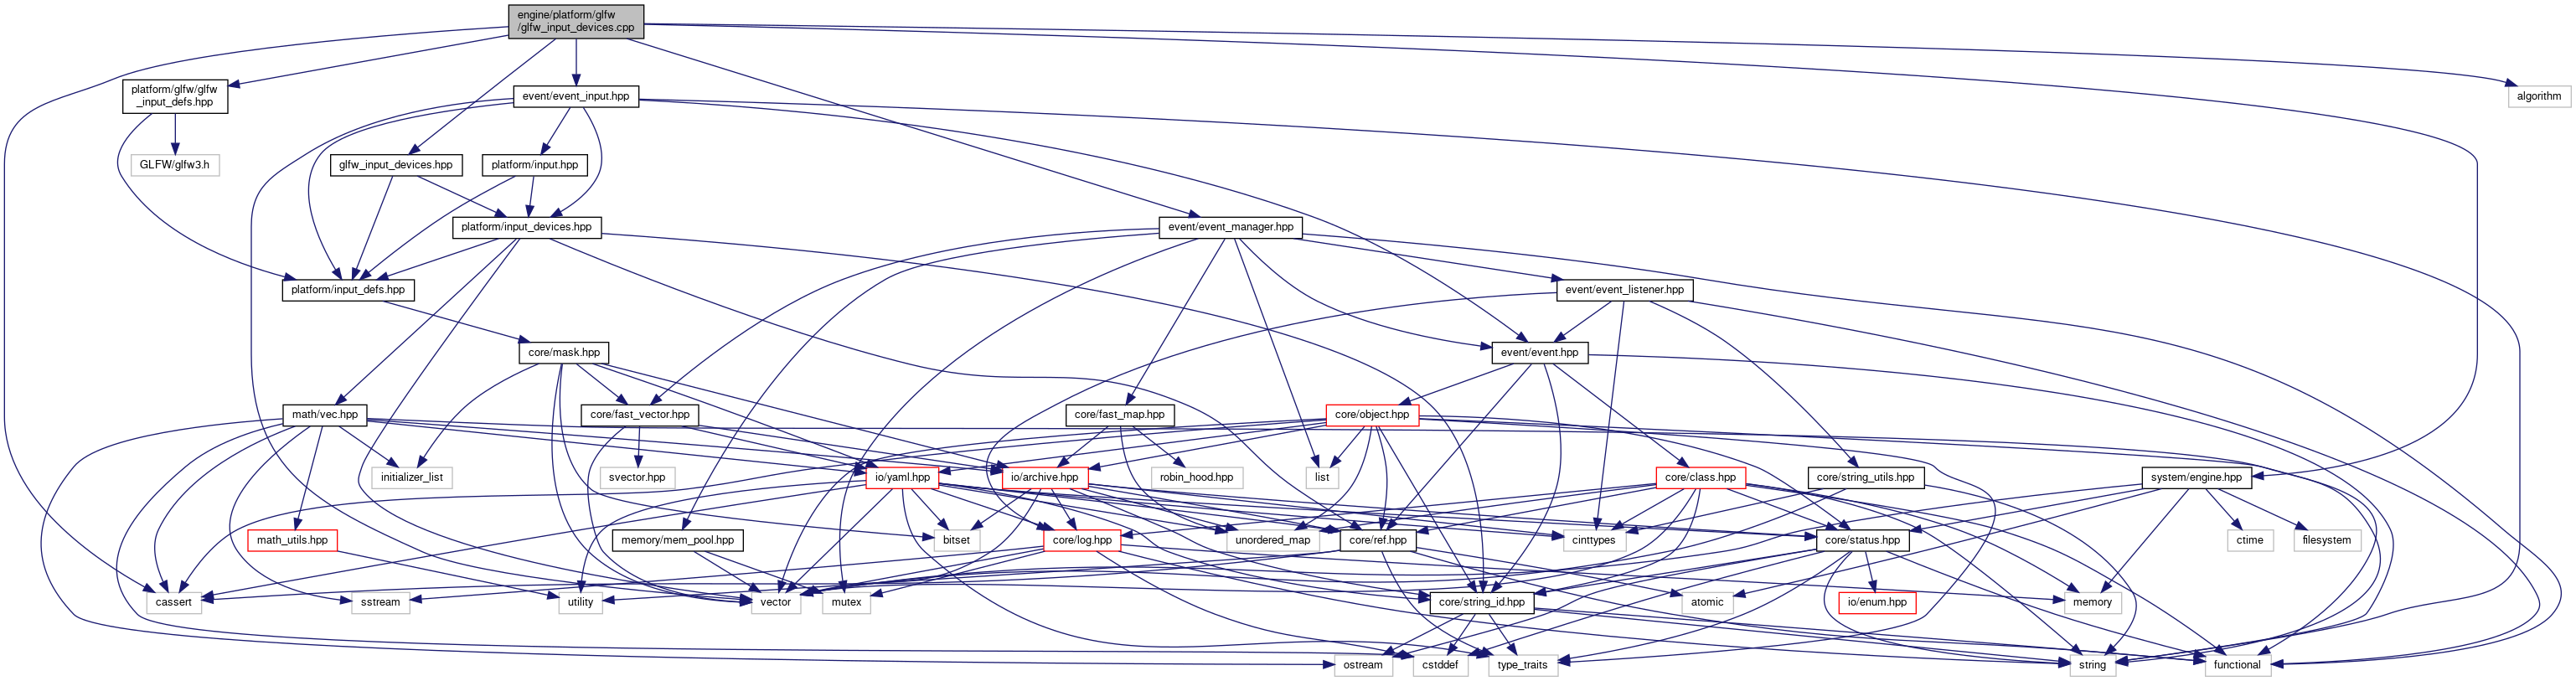 engine/platform/glfw
/glfw_input_devices.cpp
platform/glfw/glfw
_input_defs.hpp
event/event_input.hpp
algorithm
GLFW/glfw3.h
glfw_input_devices.hpp
platform/input.hpp
platform/input_devices.hpp
event/event_manager.hpp
platform/input_defs.hpp
event/event_listener.hpp
core/mask.hpp
event/event.hpp
math/vec.hpp
core/fast_vector.hpp
core/fast_map.hpp
core/object.hpp
initializer_list
svector.hpp
io/yaml.hpp
io/archive.hpp
robin_hood.hpp
list
core/class.hpp
core/string_utils.hpp
system/engine.hpp
math_utils.hpp
memory/mem_pool.hpp
bitset
core/log.hpp
unordered_map
core/ref.hpp
cinttypes
core/status.hpp
ctime
filesystem
cassert
sstream
utility
vector
mutex
core/string_id.hpp
atomic
io/enum.hpp
memory
ostream
cstddef
type_traits
string
functional